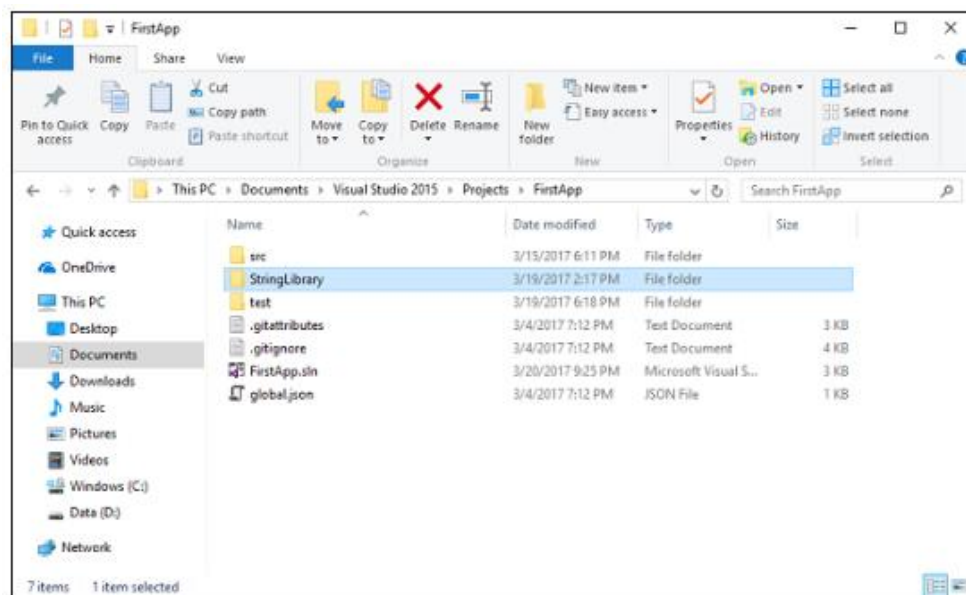 FirstApp
File Home Share View
Pin to Quick access
Copy
Paste
Cut
Copy path
Paste shortcut
Clipboard
Move to
Copy to
Delete
Rename
Organize
New folder
New item
Easy access
New
Properties
Open
Edit
History
Open
Select all
Select none
Invert selection
Select
This PC Documents Visual Studio 2015 Projects FirstApp
Search FirstApp
Quick access
OneDrive
This PC
Desktop
Documents
Downloads
Music
Pictures
Videos
Windows (C:)
Data (D:)
Network
Name Date modified Type Size
src 3/15/2017 6:11 PM File folder
StringLibrary 3/19/2017 2:17 PM File folder
test 3/19/2017 6:18 PM File folder
.gitattributes 3/4/2017 7:12 PM Text Document 3 KB
.gitignore 3/4/2017 7:12 PM Text Document 4 KB
FirstApp.sln 3/20/2017 9:25 PM Microsoft Visual S... 3 KB
global.json 3/4/2017 7:12 PM JSON File 1 KB
7 items 1 item selected